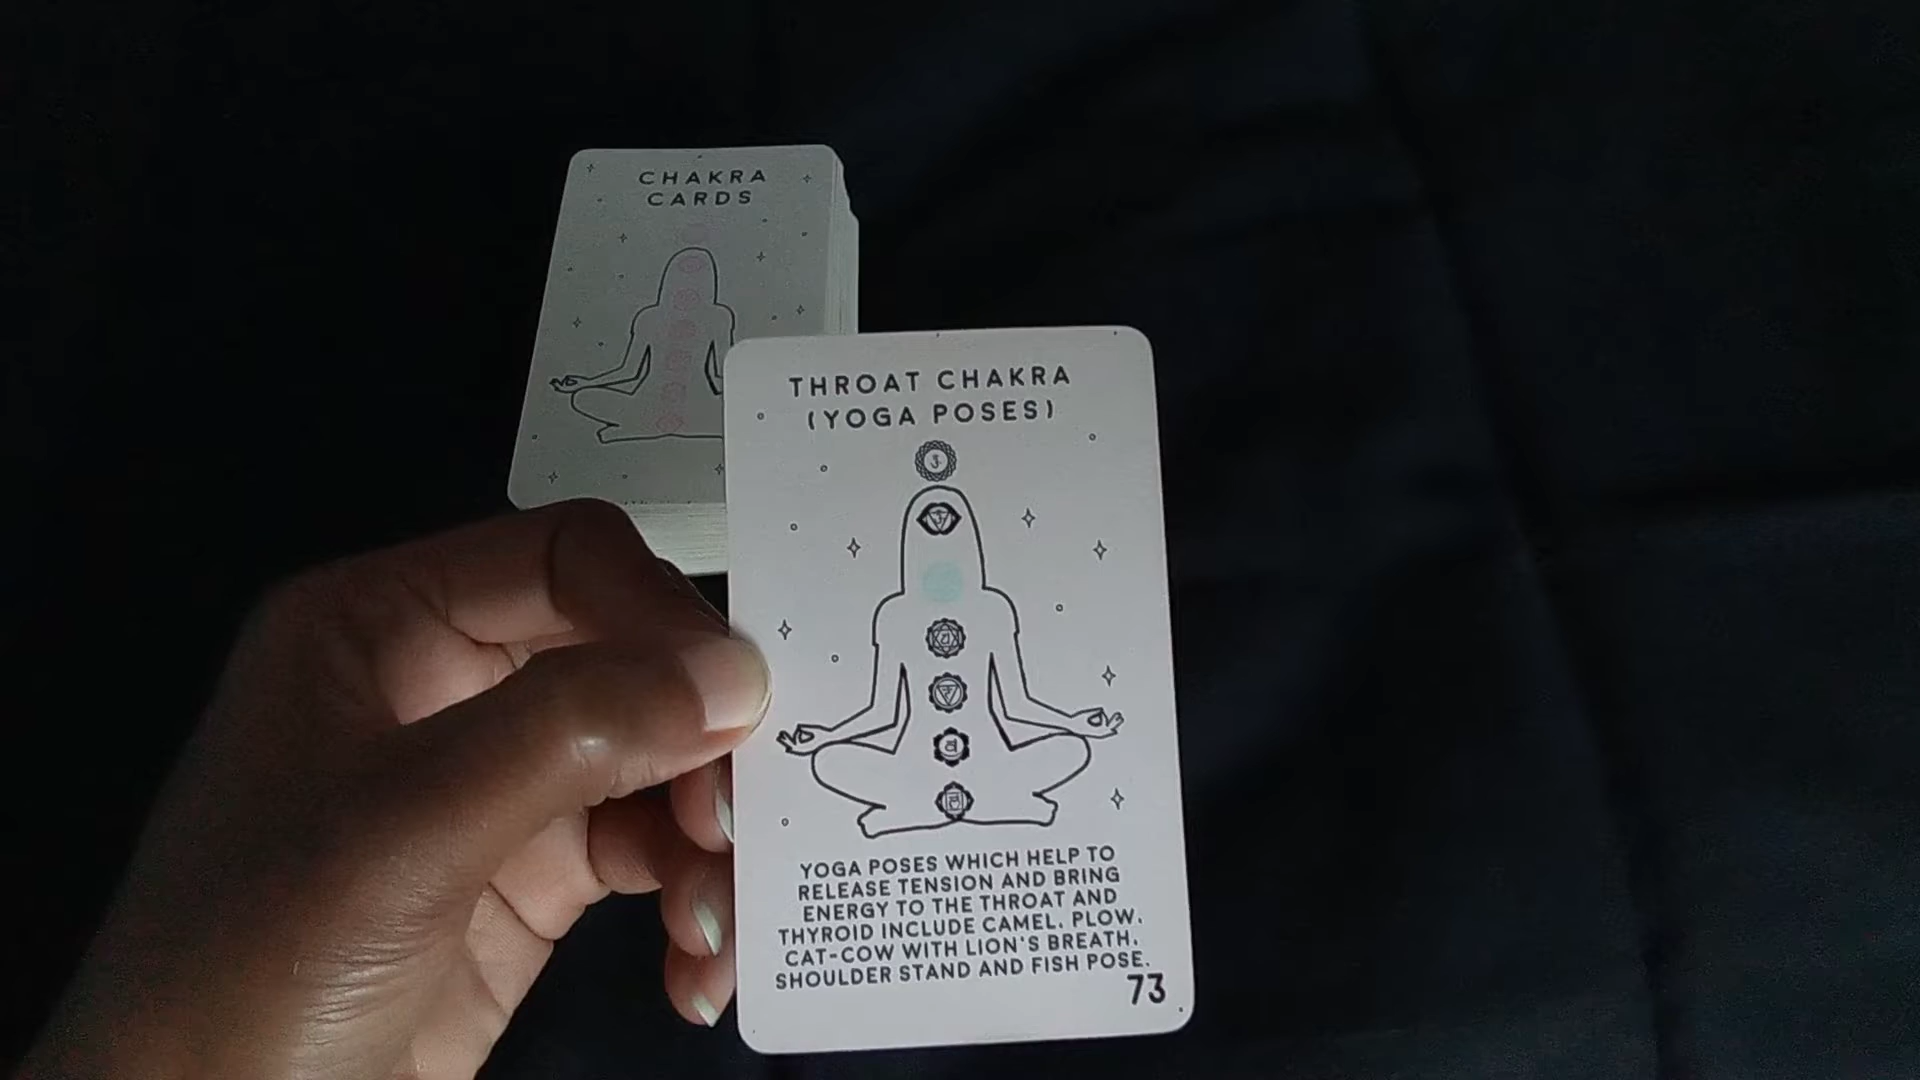 CHAKRA
CARDS
THROAT CHAKRA
(YOGA POSES)
YOGA POSES WHICH HELP TO
RELEASE TENSION AND BRING
ENERGY TO THE THROAT AND
THYROID INCLUDE CAMEL, PLOW,
CAT-COW WITH LION'S BREATH,
SHOULDER STAND AND FISH POSE.
73